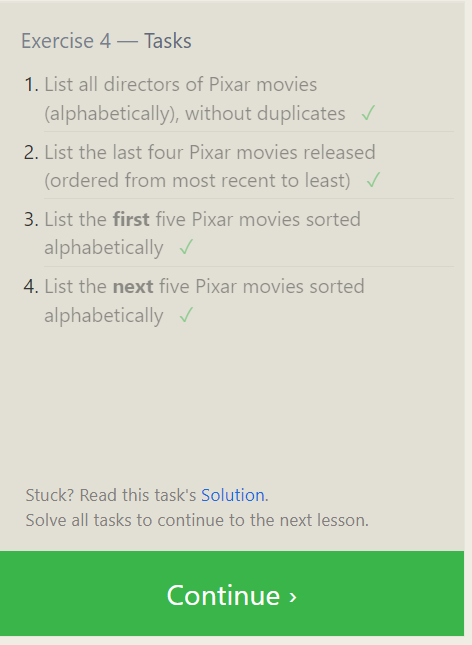 Exercise 4 — Tasks
1. List all directors of Pixar movies
(alphabetically), without duplicates ✓
2. List the last four Pixar movies released
(ordered from most recent to least) ✓
3. List the first five Pixar movies sorted
alphabetically ✓
4. List the next five Pixar movies sorted
alphabetically ✓
Stuck? Read this task's Solution.
Solve all tasks to continue to the next lesson.
Continue ›